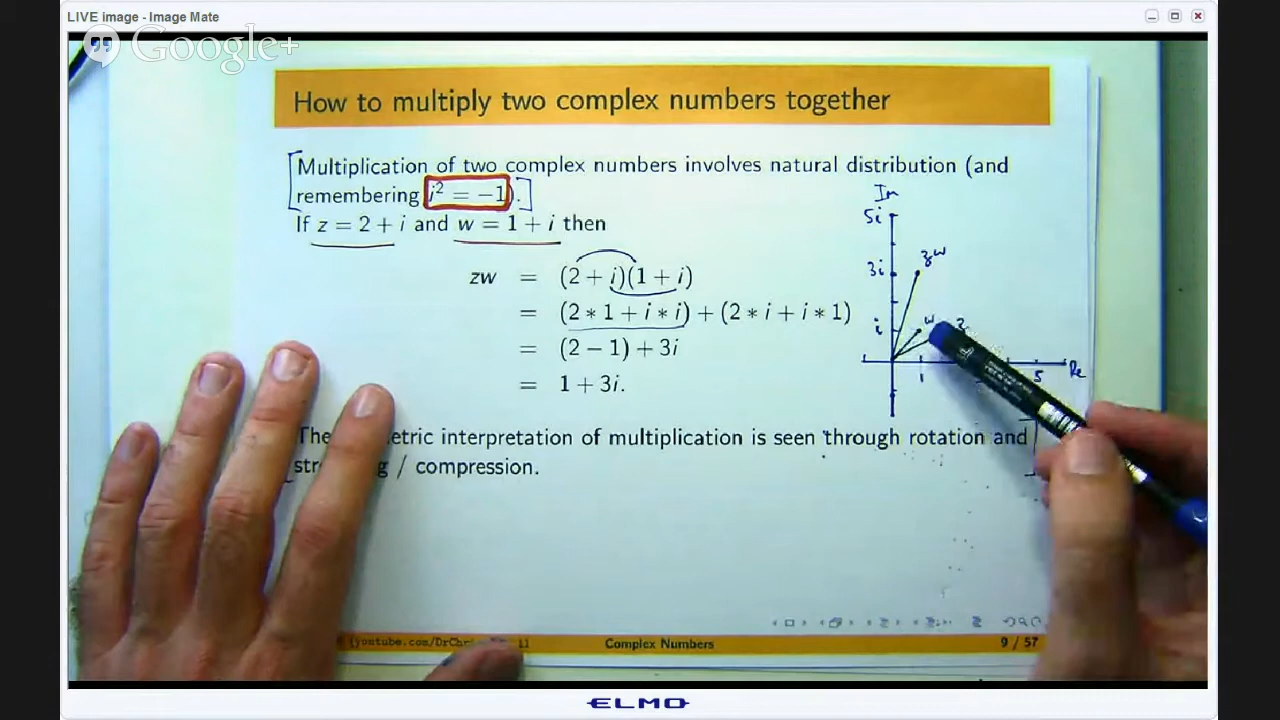 LIVE image - Image Mate
Google+
How to multiply two complex numbers together
Multiplication of two complex numbers involves natural distribution (and
remembering i² = −1).
If z = 2 + i and w = 1 + i then
zw = (2 + i)(1 + i)
= (2 ∗ 1 + i ∗ i) + (2 ∗ i + i ∗ 1)
= (2 − 1) + 3i
= 1 + 3i.
Im
5i
3i
zw
i
w
z
1
5
Re
The interpretation of multiplication is seen through rotation and
/ compression.
(youtube.com/ Complex Numbers 9 / 57
ELMO